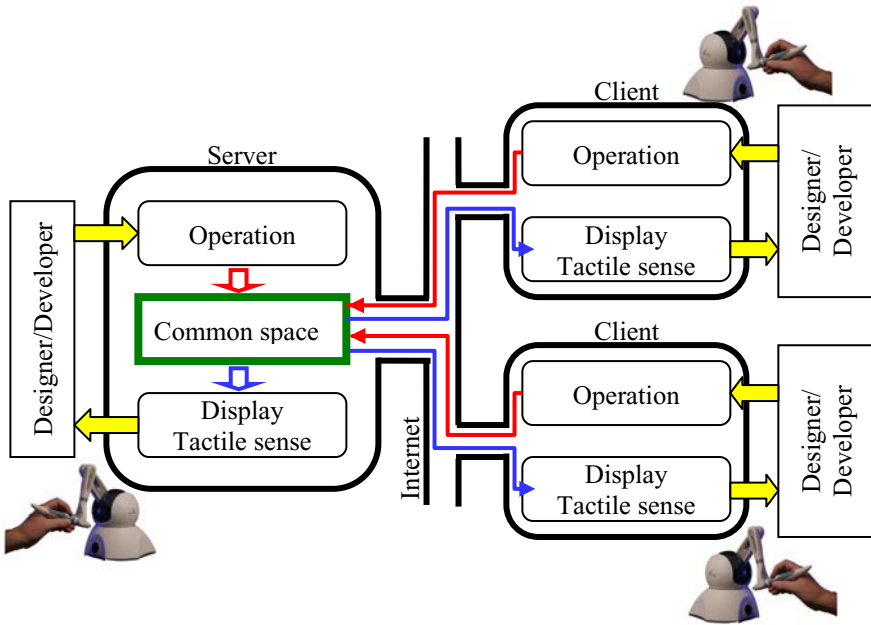 Server
Designer/Developer
Operation
Common space
Display
Tactile sense
Internet
Client
Operation
Display
Tactile sense
Designer/
Developer
Client
Operation
Display
Tactile sense
Designer/
Developer